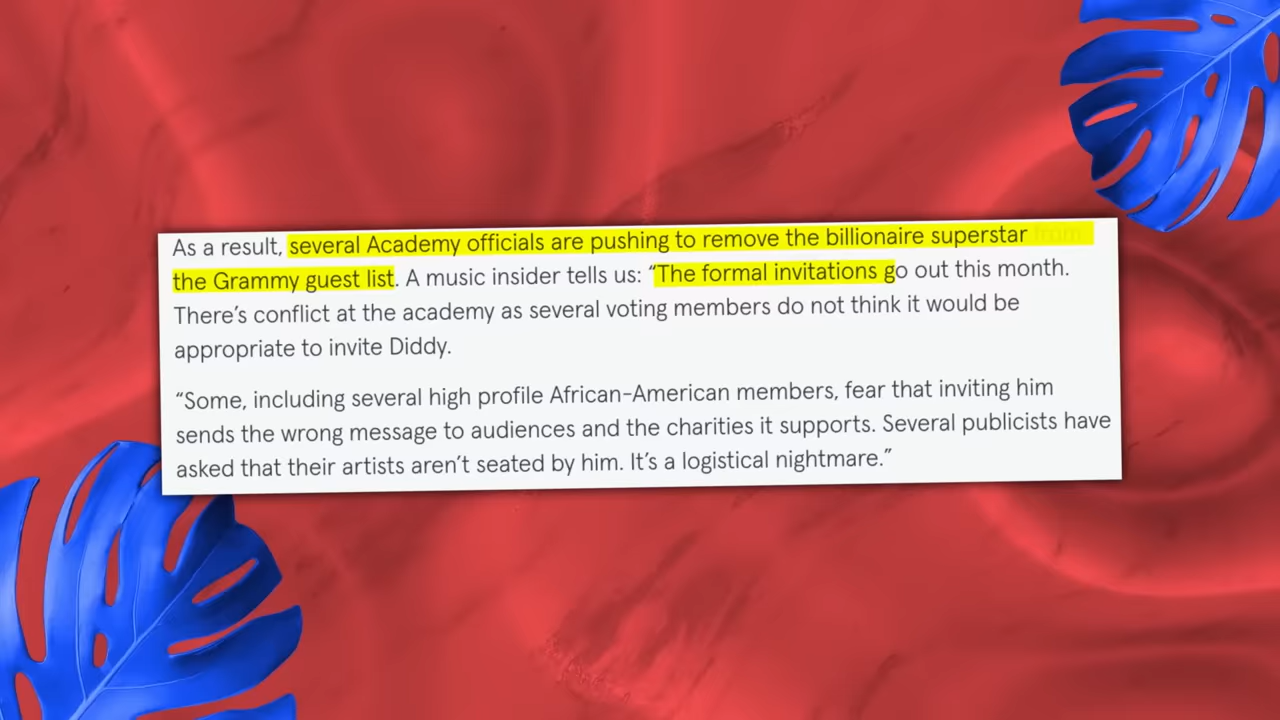 As a result, several Academy officials are pushing to remove the billionaire superstar from
the Grammy guest list. A music insider tells us: “The formal invitations go out this month.
There’s conflict at the academy as several voting members do not think it would be
appropriate to invite Diddy.
“Some, including several high profile African-American members, fear that inviting him
sends the wrong message to audiences and the charities it supports. Several publicists have
asked that their artists aren’t seated by him. It’s a logistical nightmare.”